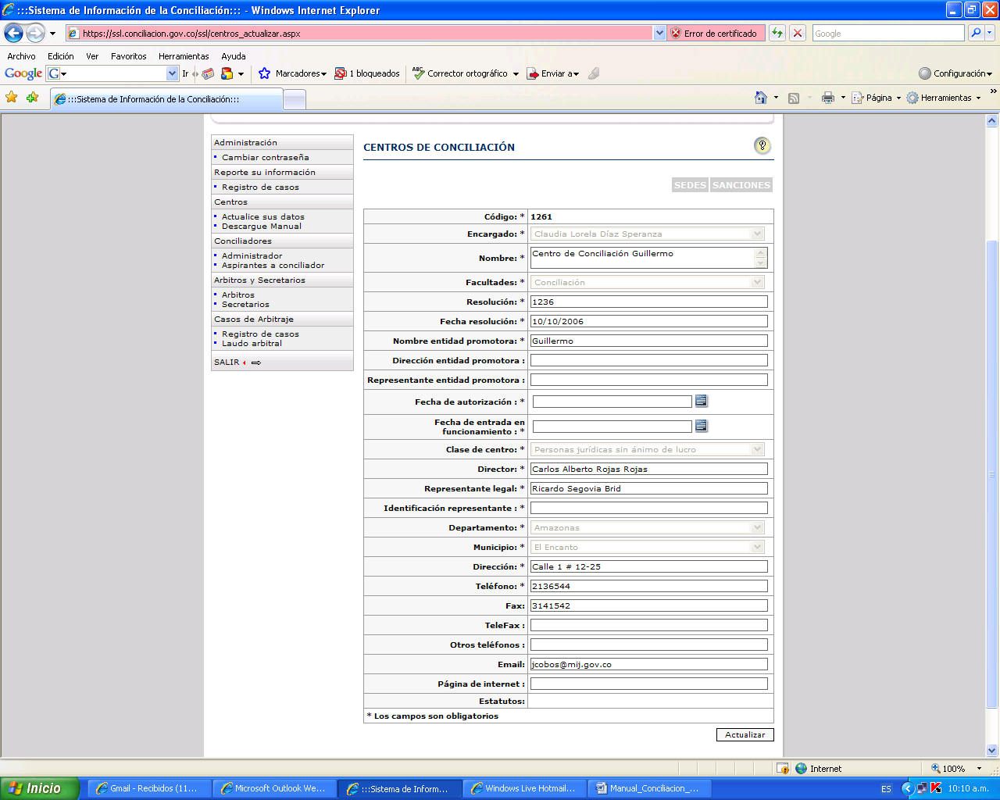 :::Sistema de Información de la Conciliación::: - Windows Internet Explorer
https://ssl.conciliacion.gov.co/ssl/centros_actualizar.aspx
Error de certificado
Google
Archivo Edición Ver Favoritos Herramientas Ayuda
Google G Ir Marcadores 1 bloqueados ABC Corrector ortográfico Enviar a Configuración
:::Sistema de Información de la Conciliación:::
Página Herramientas »
Administración
Cambiar contraseña
Reporte su información
Registro de casos
Centros
Actualice sus datos
Descargue Manual
Conciliadores
Administrador
Aspirantes a conciliador
Arbitros y Secretarios
Arbitros
Secretarios
Casos de Arbitraje
Registro de casos
Laudo arbitral
SALIR
CENTROS DE CONCILIACIÓN
?
SEDES SANCIONES
Código: * 1261
Encargado: * Claudia Lorela Díaz Speranza
Nombre: * Centro de Conciliación Guillermo
Facultades: * Conciliación
Resolución: * 1236
Fecha resolución: * 10/10/2006
Nombre entidad promotora: * Guillermo
Dirección entidad promotora :
Representante entidad promotora :
Fecha de autorización : *
Fecha de entrada en
funcionamiento : *
Clase de centro: * Personas jurídicas sin ánimo de lucro
Director: * Carlos Alberto Rojas Rojas
Representante legal: * Ricardo Segovia Brid
Identificación representante : *
Departamento: * Amazonas
Municipio: * El Encanto
Dirección: * Calle 1 # 12-25
Teléfono: * 2136544
Fax: 3141542
TeleFax :
Otros teléfonos :
Email: jcobos@mij.gov.co
Página de internet :
Estatutos:
* Los campos son obligatorios
Actualizar
Internet 100%
Inicio
Gmail - Recibidos (11...
Microsoft Outlook We...
:::Sistema de Inform...
Windows Live Hotmail...
Manual_Conciliacion_...
ES
10:10 a.m.